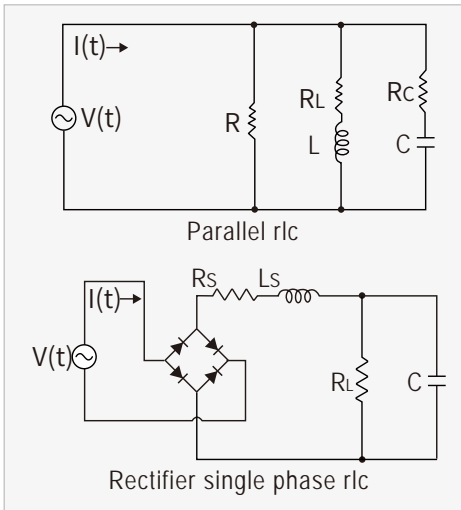 I(t)
V(t)
R
RL
L
RC
C
Parallel rlc
RS
LS
I(t)
V(t)
RL
C
Rectifier single phase rlc